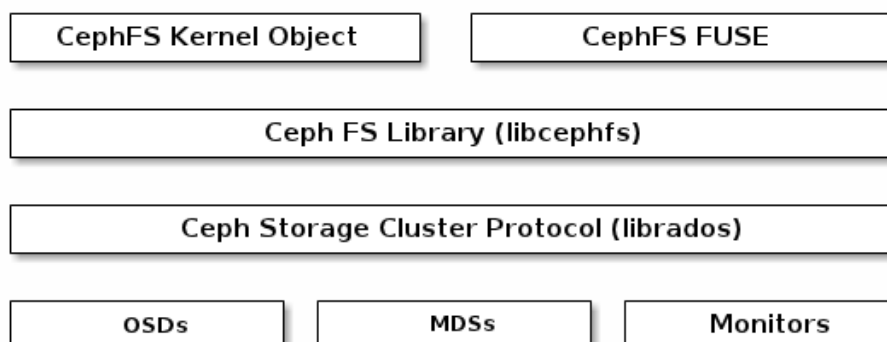 CephFS Kernel Object
CephFS FUSE
Ceph FS Library (libcephfs)
Ceph Storage Cluster Protocol (librados)
OSDs
MDSs
Monitors